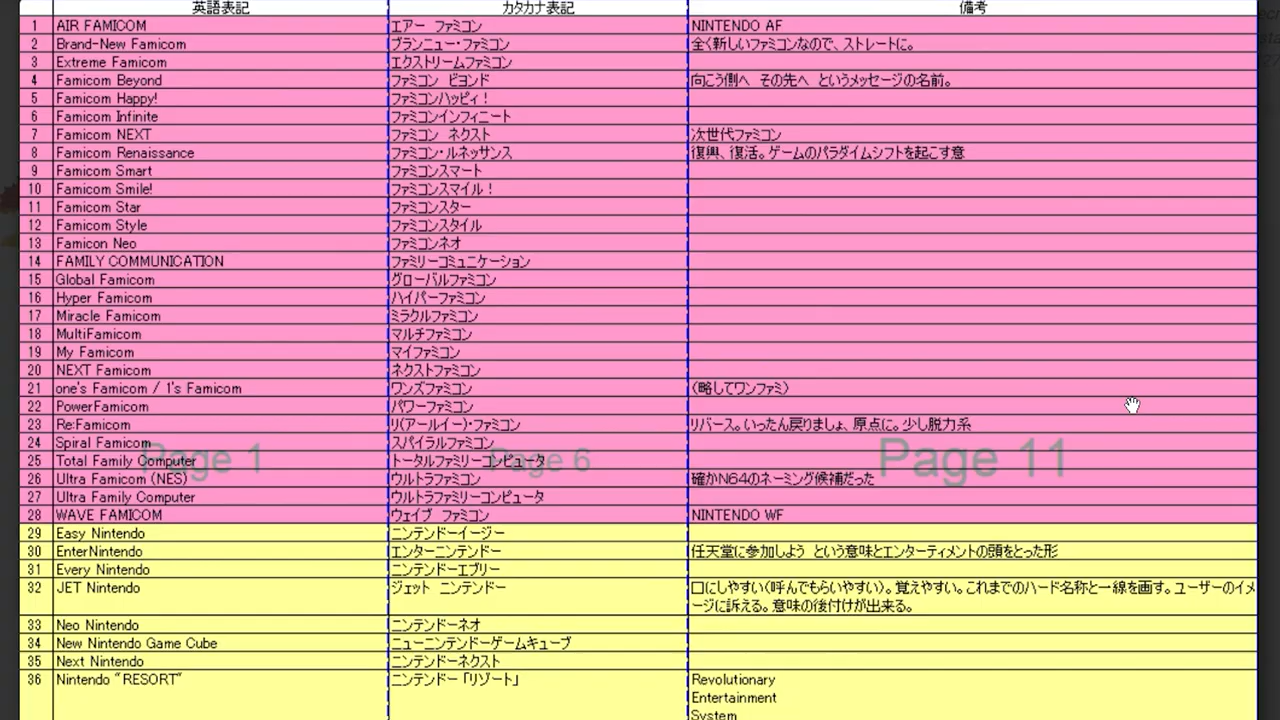 英語表記 カタカナ表記 備考
1 AIR FAMICOM エアー ファミコン NINTENDO AF
2 Brand-New Famicom ブランニュー・ファミコン 全く新しいファミコンなので、ストレートに。
3 Extreme Famicom エクストリームファミコン
4 Famicom Beyond ファミコン ビヨンド 向こう側へ その先へ というメッセージの名前。
5 Famicom Happy! ファミコンハッピィ！
6 Famicom Infinite ファミコンインフィニート
7 Famicom NEXT ファミコン ネクスト 次世代ファミコン
8 Famicom Renaissance ファミコン・ルネッサンス 復興、復活。ゲームのパラダイムシフトを起こす意
9 Famicom Smart ファミコンスマート
10 Famicom Smile! ファミコンスマイル！
11 Famicom Star ファミコンスター
12 Famicom Style ファミコンスタイル
13 Famicon Neo ファミコンネオ
14 FAMILY COMMUNICATION ファミリーコミュニケーション
15 Global Famicom グローバルファミコン
16 Hyper Famicom ハイパーファミコン
17 Miracle Famicom ミラクルファミコン
18 MultiFamicom マルチファミコン
19 My Famicom マイファミコン
20 NEXT Famicom ネクストファミコン
21 one's Famicom / 1's Famicom ワンズファミコン （略してワンファミ）
22 PowerFamicom パワーファミコン
23 Re:Famicom リ(アールイー)・ファミコン リバース。いったん戻りましょ、原点に。少し脱力系
24 Spiral Famicom スパイラルファミコン
25 Total Family Computer トータルファミリーコンピュータ
Page 1 Page 6 Page 11
26 Ultra Famicom (NES) ウルトラファミコン 確かN64のネーミング候補だった
27 Ultra Family Computer ウルトラファミリーコンピュータ
28 WAVE FAMICOM ウェイブ ファミコン NINTENDO WF
29 Easy Nintendo ニンテンドーイージー
30 EnterNintendo エンターニンテンドー 任天堂に参加しよう という意味とエンターティメントの頭をとった形
31 Every Nintendo ニンテンドーエブリー
32 JET Nintendo ジェット ニンテンドー 口にしやすい（呼んでもらいやすい）。覚えやすい。これまでのハード名称と一線を画す。ユーザーのイメ
ージに訴える。意味の後付けが出来る。
33 Neo Nintendo ニンテンドーネオ
34 New Nintendo Game Cube ニューニンテンドーゲームキューブ
35 Next Nintendo ニンテンドーネクスト
36 Nintendo "RESORT" ニンテンドー「リゾート」 Revolutionary
Entertainment
System